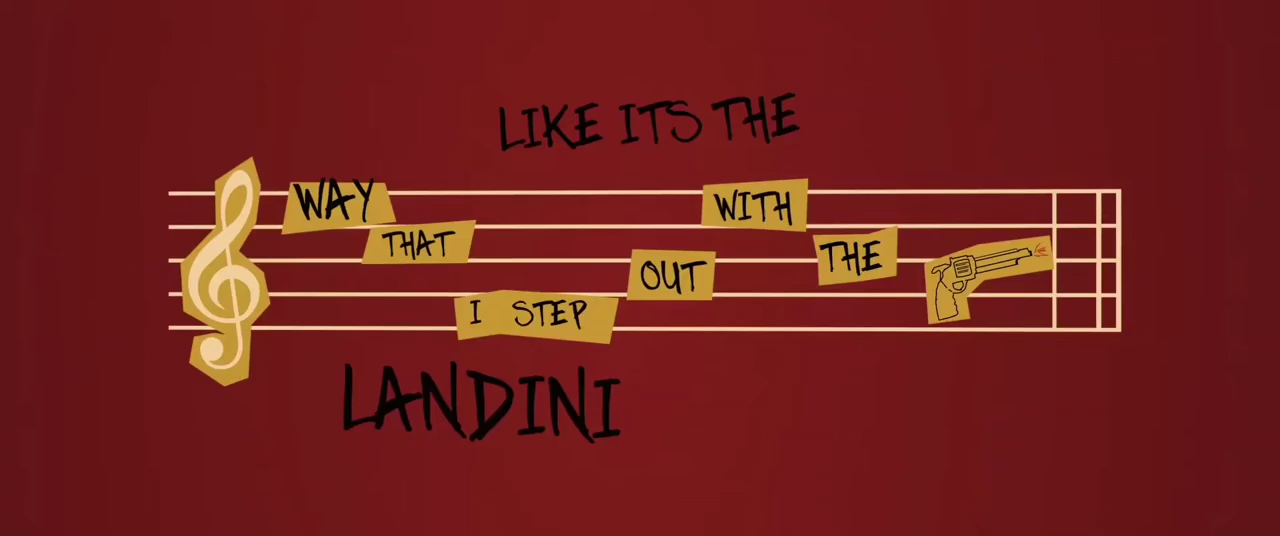 LIKE ITS THE
WAY THAT I STEP OUT WITH THE
LANDINI